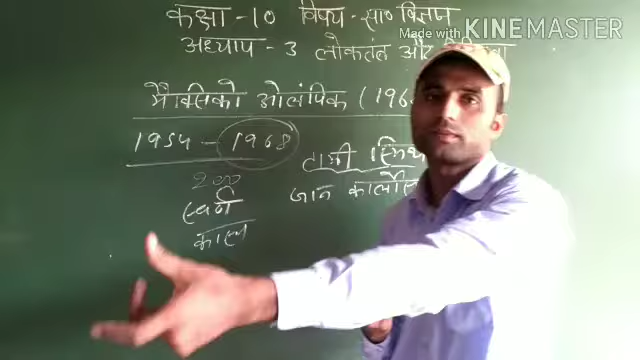 Made with KINEMASTER
कक्षा - 10 विषय - सा० विज्ञान
अध्याय - 3 लोकतंत्र और
मैक्सिको ओलंपिक (196
1954 - 1968
टामी स्मिथ
200
जान कार्लोस
स्वर्ण
कास्य